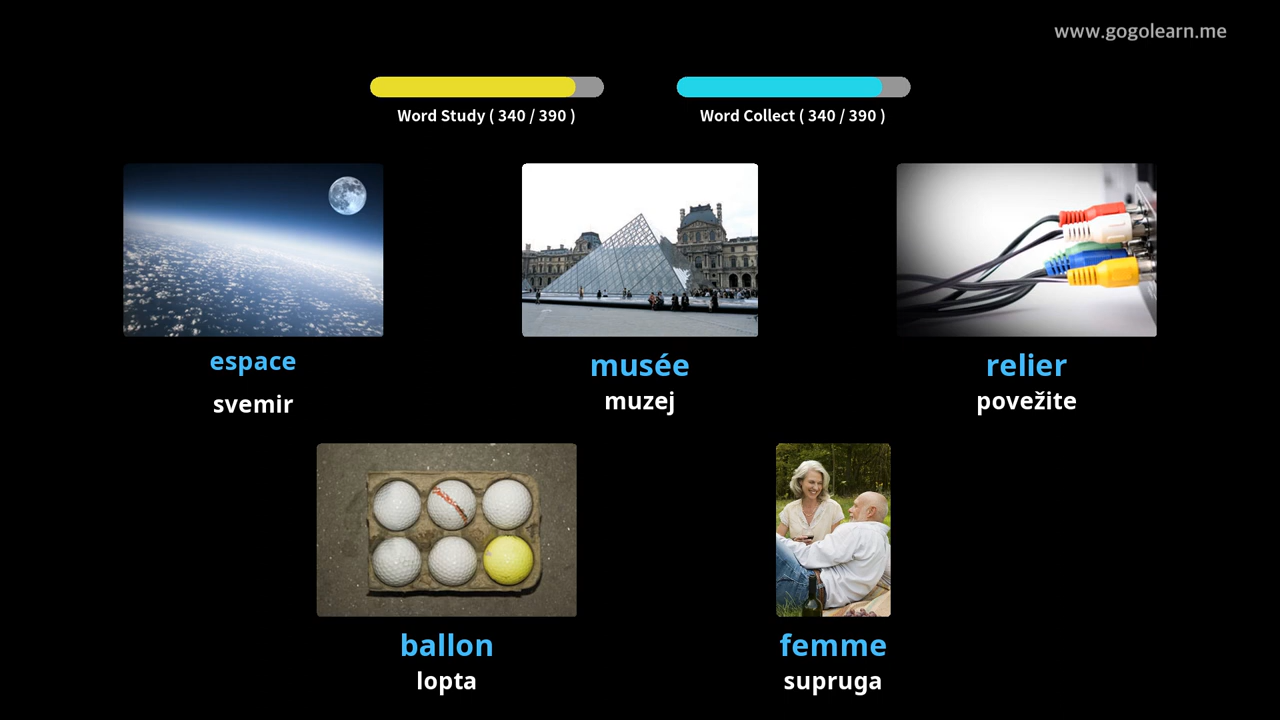 www.gogolearn.me
Word Study ( 340 / 390 )
Word Collect ( 340 / 390 )
espace
svemir
musée
muzej
relier
povežite
ballon
lopta
femme
supruga